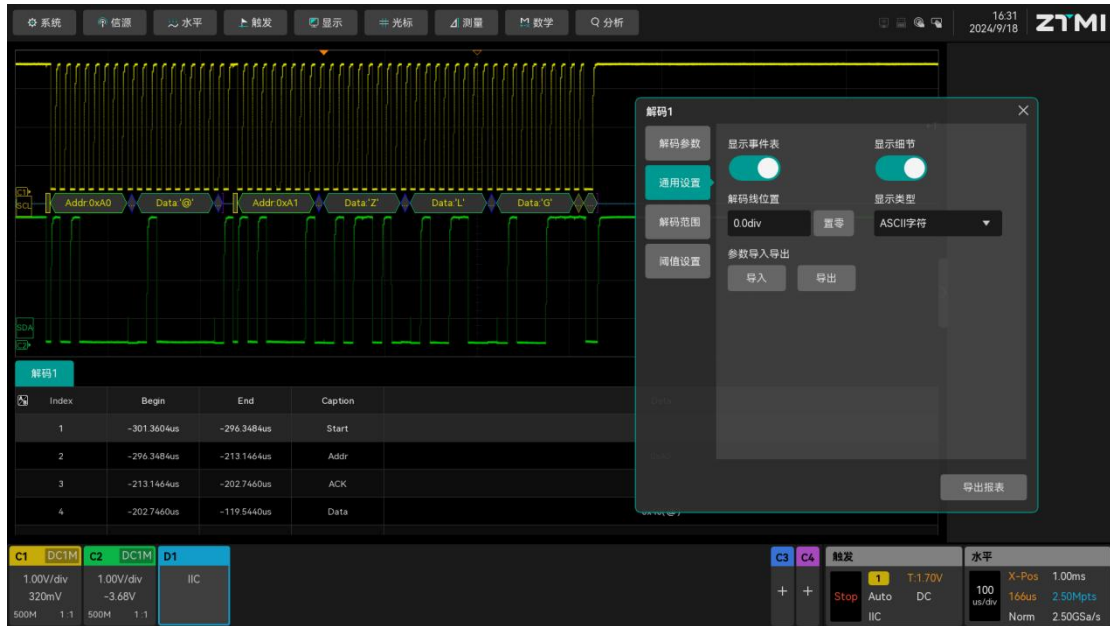 系统 信源 水平 触发 显示 光标 测量 数学 分析 16:31
2024/9/18 ZTMI
C1
SCL Addr:0xA0 Data:'@' Addr:0xA1 Data:'Z' Data:'L' Data:'G'
SDA
C2
解码1
解码参数 显示事件表 显示细节
通用设置
解码线位置 显示类型
解码范围 0.0div 置零 ASCII字符
阈值设置 参数导入导出
导入 导出
导出报表
解码1
Index Begin End Caption Data
1 -301.3604us -296.3484us Start
2 -296.3484us -213.1464us Addr
3 -213.1464us -202.7460us ACK
4 -202.7460us -119.5440us Data
C1 DC1M C2 DC1M D1 C3 C4 触发 水平
1.00V/div 1.00V/div IIC 1 T:1.70V X-Pos 1.00ms
320mV -3.68V + + Stop Auto DC 100 us/div 166us 2.50Mpts
500M 1:1 500M 1:1 IIC Norm 2.50GSa/s